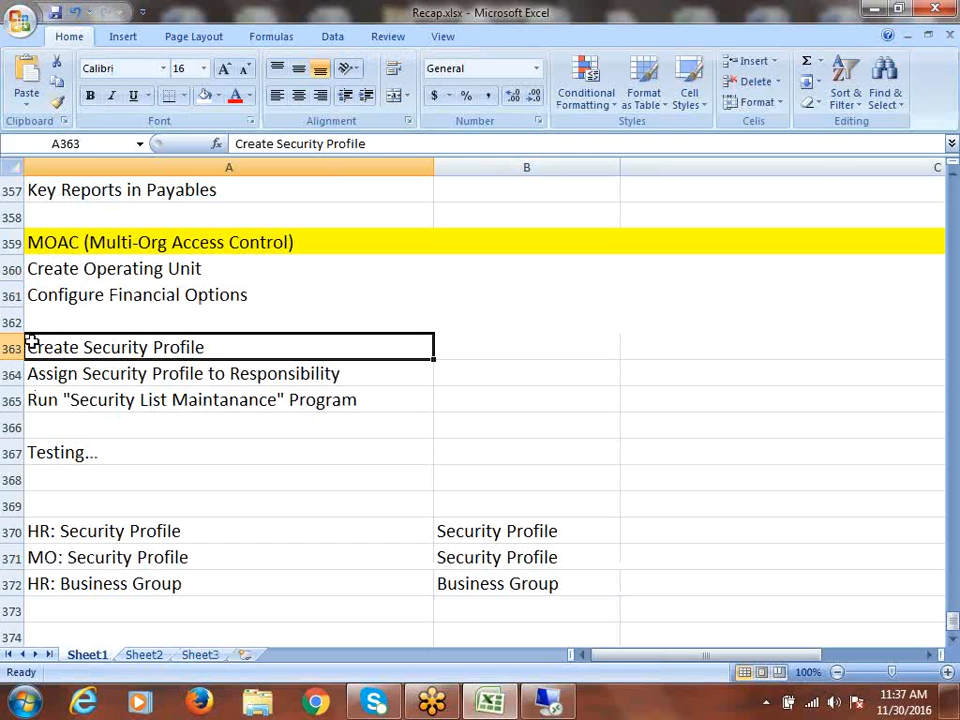 Recap.xlsx - Microsoft Excel
Home Insert Page Layout Formulas Data Review View
Paste
Calibri 16 A A
B I U A
General
$ % , .0 .00 .00 .0
Conditional Formatting
Format as Table
Cell Styles
Insert
Delete
Format
Σ
Sort & Filter
Find & Select
Clipboard Font Alignment Number Styles Cells Editing
A363 fx Create Security Profile
A B C
357 Key Reports in Payables
358
359 MOAC (Multi-Org Access Control)
360 Create Operating Unit
361 Configure Financial Options
362
363 Create Security Profile
364 Assign Security Profile to Responsibility
365 Run "Security List Maintanance" Program
366
367 Testing...
368
369
370 HR: Security Profile Security Profile
371 MO: Security Profile Security Profile
372 HR: Business Group Business Group
373
374
Sheet1 Sheet2 Sheet3
Ready 100%
11:37 AM
11/30/2016